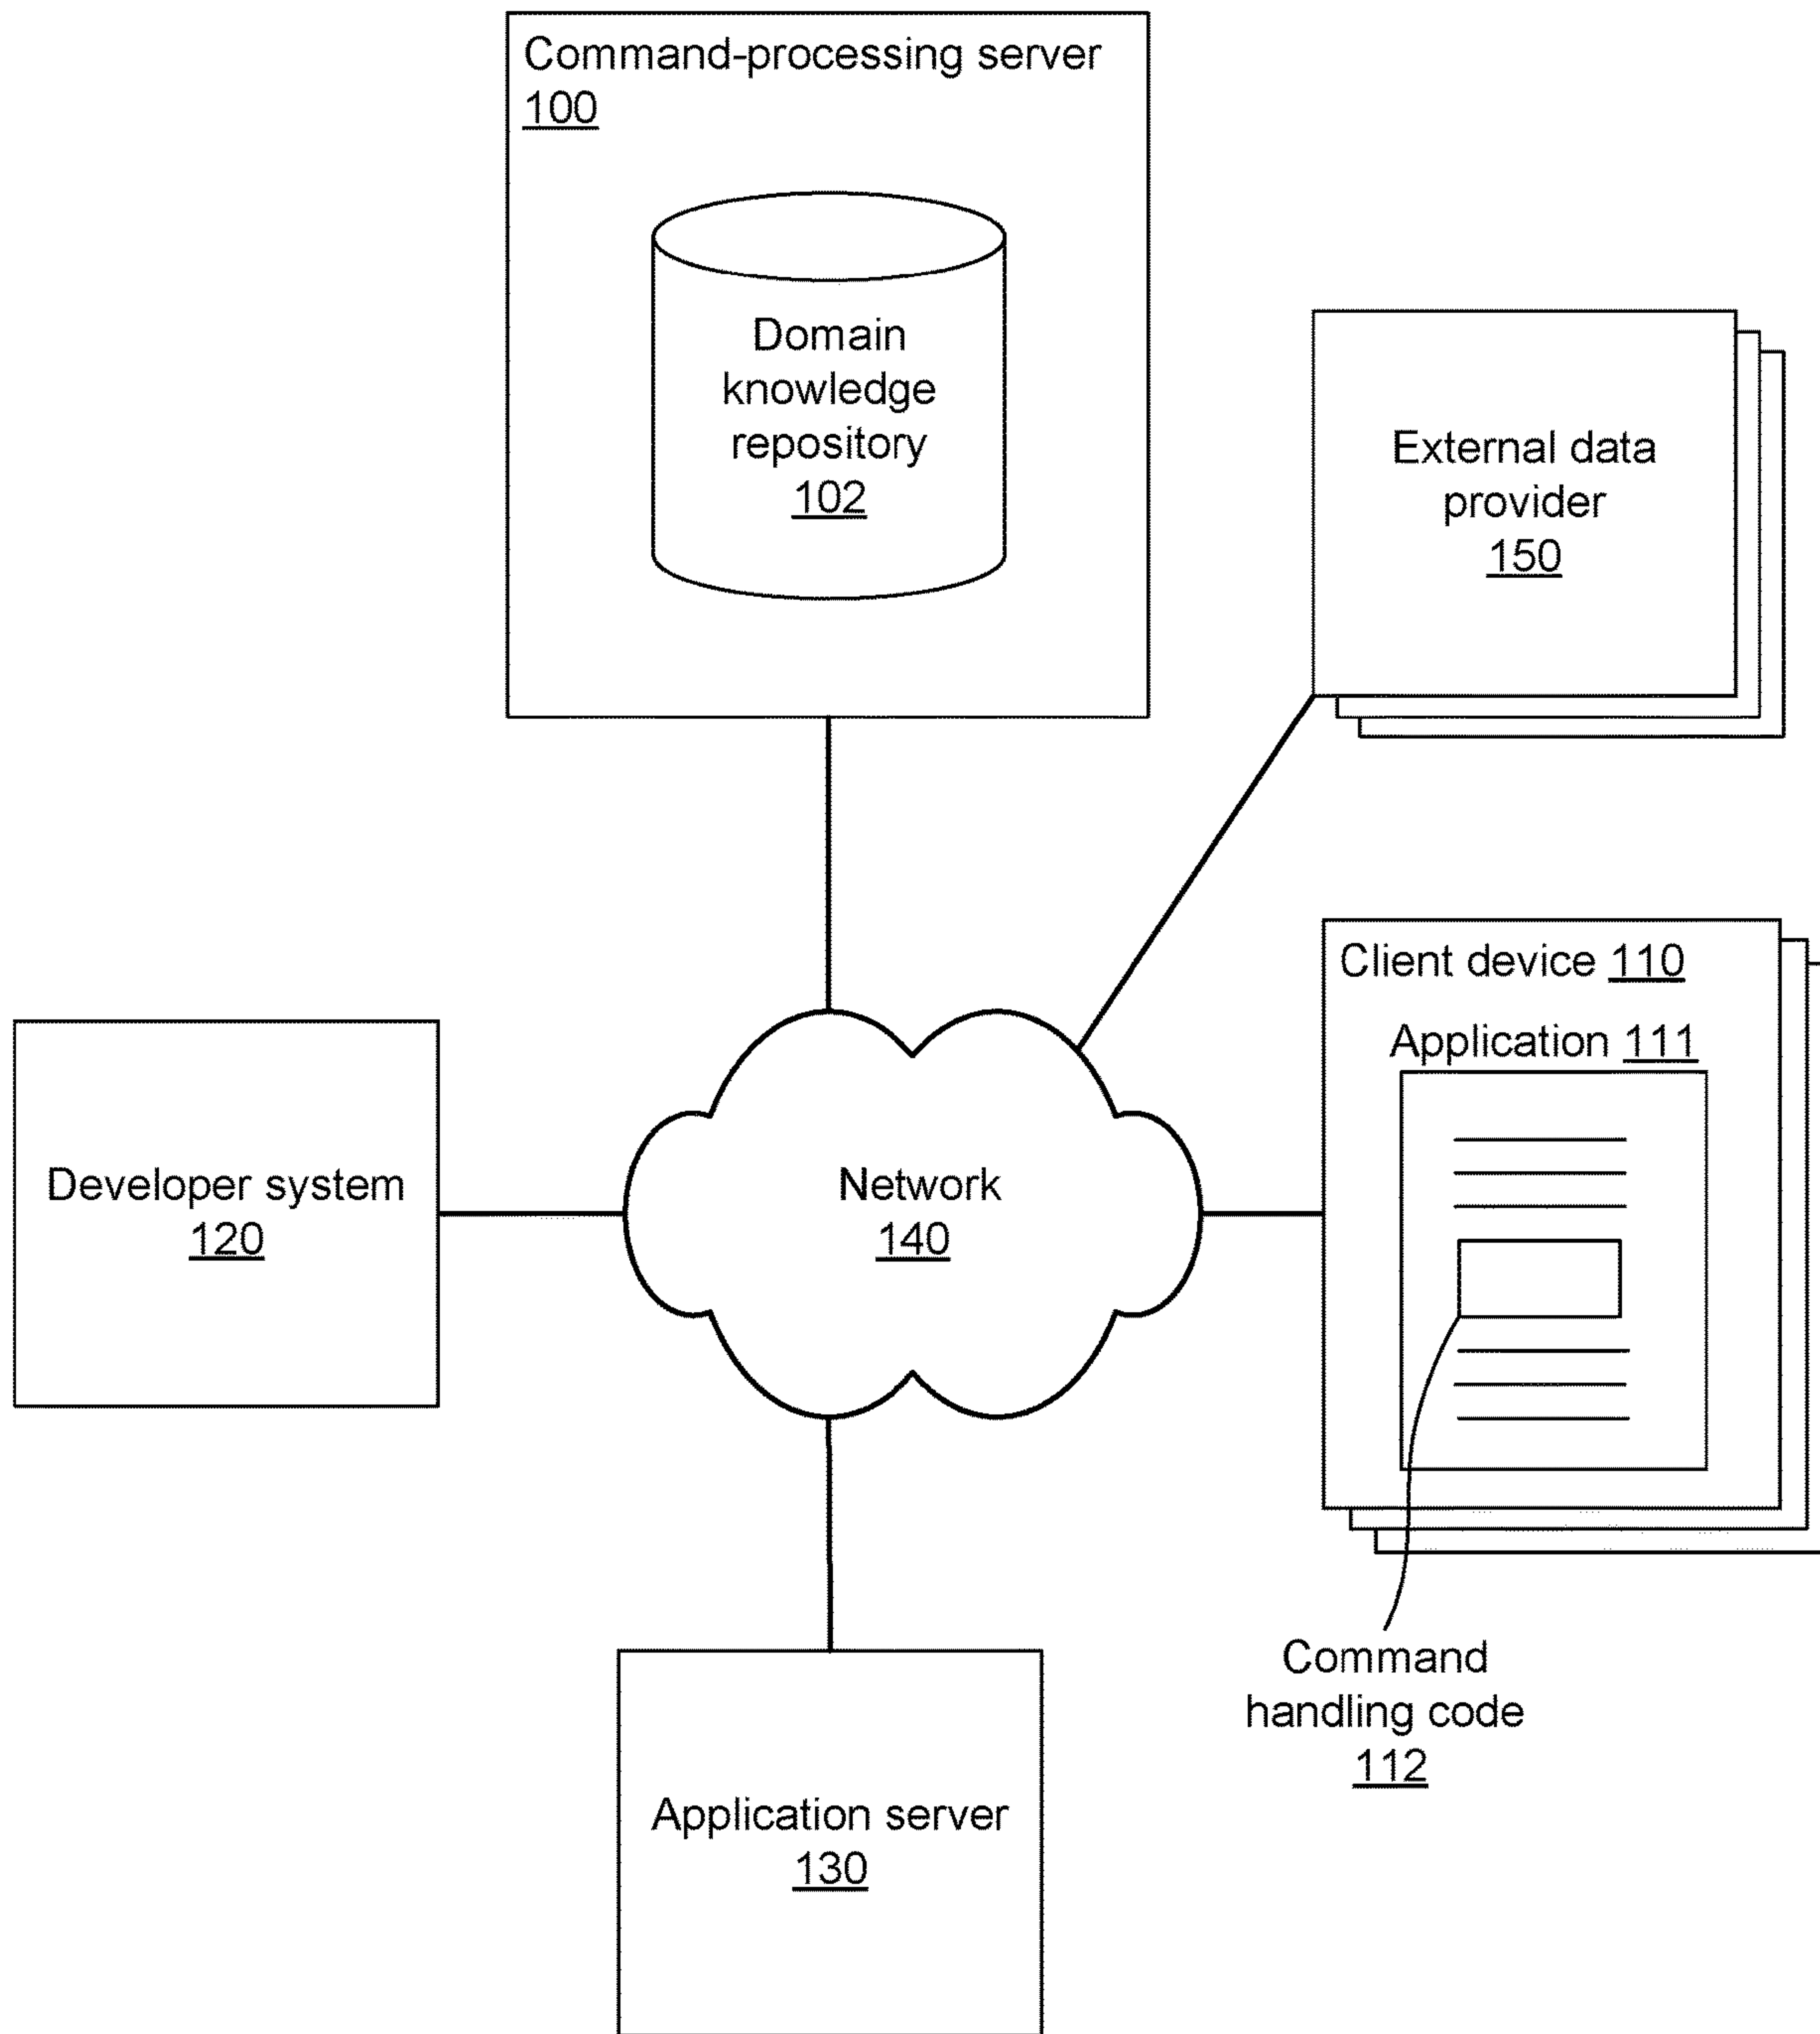 Command-processing server
100
Domain
knowledge
repository
102
External data
provider
150
Client device 110
Application 111
Developer system
120
Network
140
Command
handling code
112
Application server
130